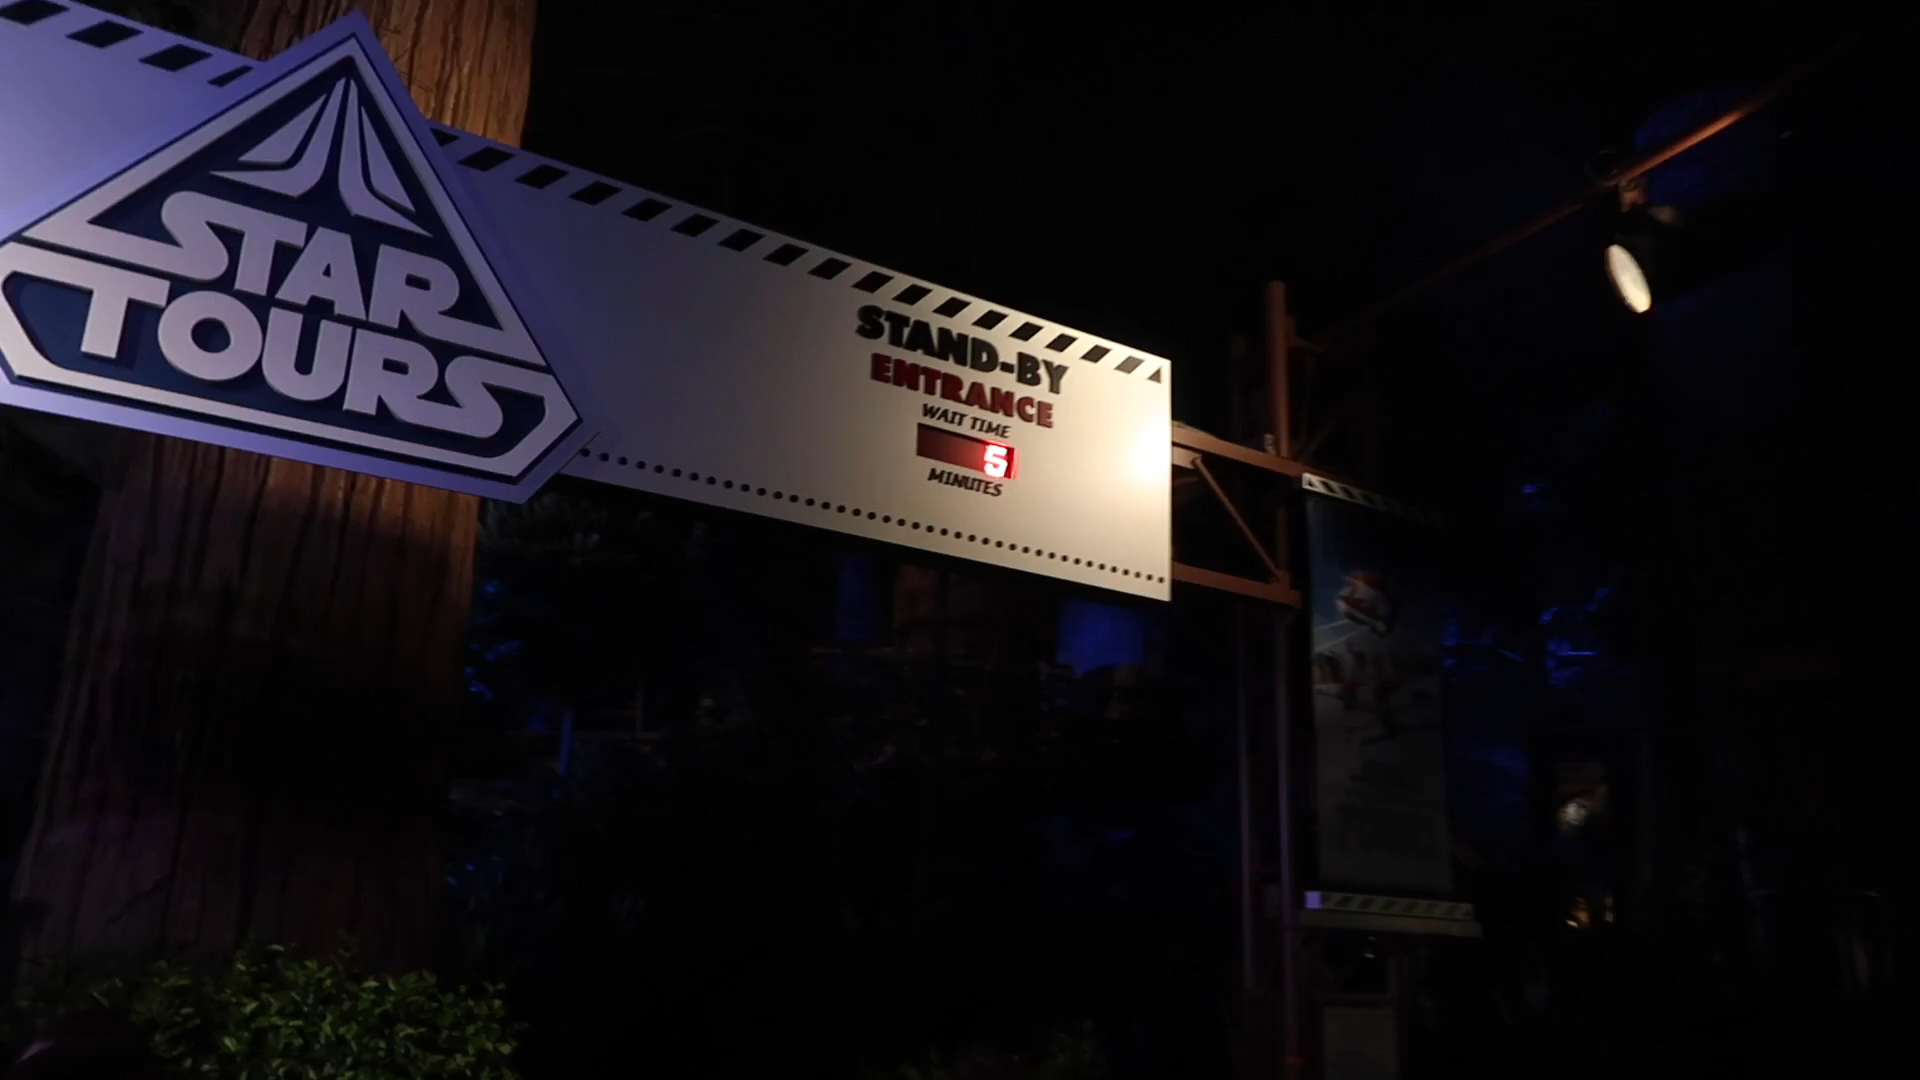 STAR
TOURS
STAND-BY
ENTRANCE
WAIT TIME
5
MINUTES